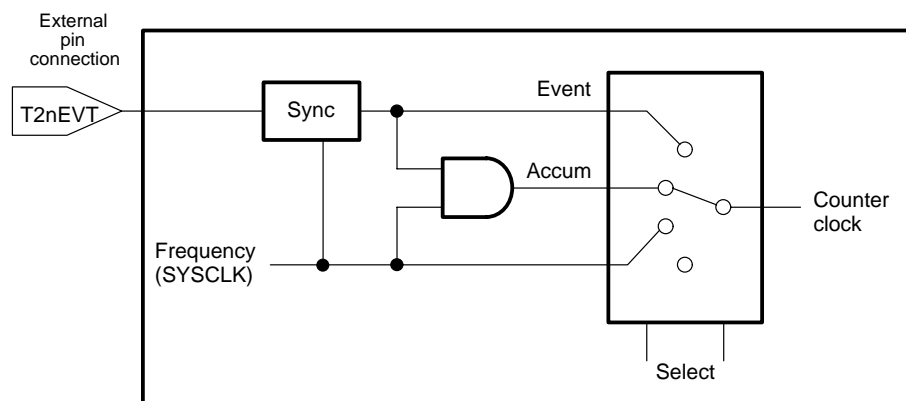 External
pin
connection
T2nEVT
Sync
Event
Accum
Counter
clock
Frequency
(SYSCLK)
Select